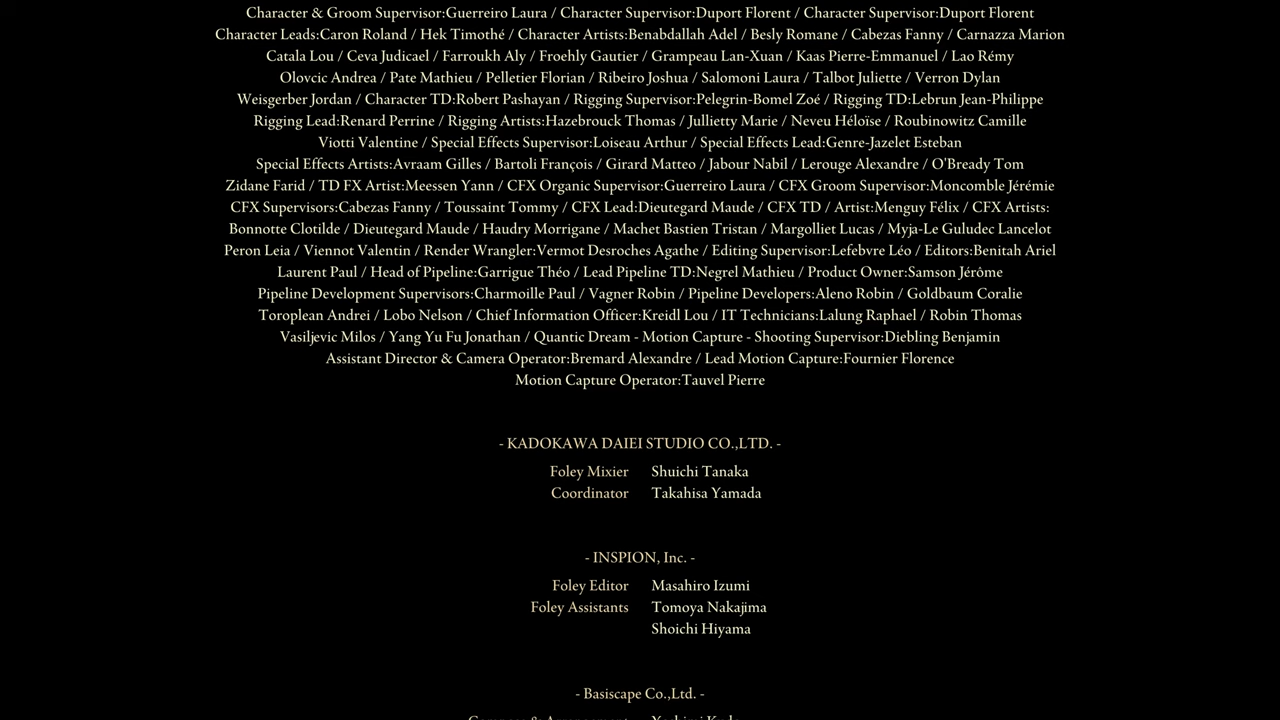 Character & Groom Supervisor:Guerreiro Laura / Character Supervisor:Duport Florent / Character Supervisor:Duport Florent
Character Leads:Caron Roland / Hek Timothé / Character Artists:Benabdallah Adel / Besly Romane / Cabezas Fanny / Carnazza Marion
Catala Lou / Ceva Judicael / Farroukh Aly / Froehly Gautier / Grampeau Lan-Xuan / Kaas Pierre-Emmanuel / Lao Rémy
Olovcic Andrea / Pate Mathieu / Pelletier Florian / Ribeiro Joshua / Salomoni Laura / Talbot Juliette / Verron Dylan
Weisgerber Jordan / Character TD:Robert Pashayan / Rigging Supervisor:Pelegrin-Bomel Zoé / Rigging TD:Lebrun Jean-Philippe
Rigging Lead:Renard Perrine / Rigging Artists:Hazebrouck Thomas / Jullietty Marie / Neveu Héloïse / Roubinowitz Camille
Viotti Valentine / Special Effects Supervisor:Loiseau Arthur / Special Effects Lead:Genre-Jazelet Esteban
Special Effects Artists:Avraam Gilles / Bartoli François / Girard Matteo / Jabour Nabil / Lerouge Alexandre / O'Bready Tom
Zidane Farid / TD FX Artist:Meessen Yann / CFX Organic Supervisor:Guerreiro Laura / CFX Groom Supervisor:Moncomble Jérémie
CFX Supervisors:Cabezas Fanny / Toussaint Tommy / CFX Lead:Dieutegard Maude / CFX TD / Artist:Menguy Félix / CFX Artists:
Bonnotte Clotilde / Dieutegard Maude / Haudry Morrigane / Machet Bastien Tristan / Margolliet Lucas / Myja-Le Guludec Lancelot
Peron Leia / Viennot Valentin / Render Wrangler:Vermot Desroches Agathe / Editing Supervisor:Lefebvre Léo / Editors:Benitah Ariel
Laurent Paul / Head of Pipeline:Garrigue Théo / Lead Pipeline TD:Negrel Mathieu / Product Owner:Samson Jérôme
Pipeline Development Supervisors:Charmoille Paul / Vagner Robin / Pipeline Developers:Aleno Robin / Goldbaum Coralie
Toroplean Andrei / Lobo Nelson / Chief Information Officer:Kreidl Lou / IT Technicians:Lalung Raphael / Robin Thomas
Vasiljevic Milos / Yang Yu Fu Jonathan / Quantic Dream - Motion Capture - Shooting Supervisor:Diebling Benjamin
Assistant Director & Camera Operator:Bremard Alexandre / Lead Motion Capture:Fournier Florence
Motion Capture Operator:Tauvel Pierre
- KADOKAWA DAIEI STUDIO CO.,LTD. -
Foley Mixier Shuichi Tanaka
Coordinator Takahisa Yamada
- INSPION, Inc. -
Foley Editor Masahiro Izumi
Foley Assistants Tomoya Nakajima
Shoichi Hiyama
- Basiscape Co.,Ltd. -